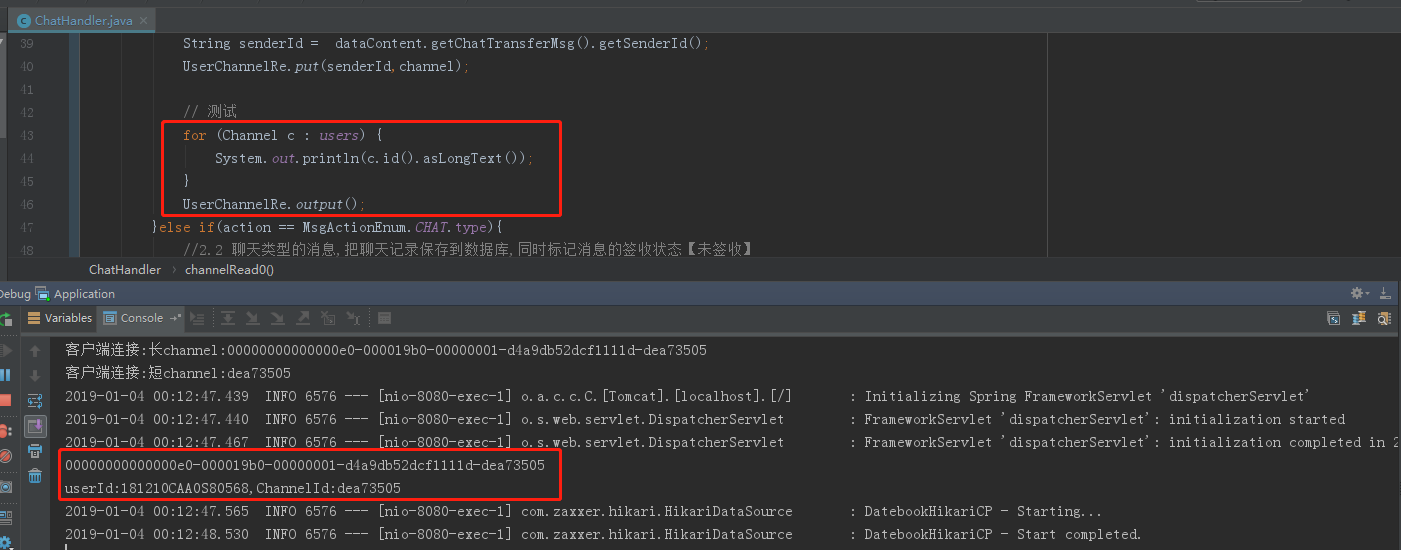 ChatHandler.java
39 String senderId = dataContent.getChatTransferMsg().getSenderId();
40 UserChannelRe.put(senderId,channel);
41
42 // 测试
43 for (Channel c : users) {
44 System.out.println(c.id().asLongText());
45 }
46 UserChannelRe.output();
47 }else if(action == MsgActionEnum.CHAT.type){
48 //2.2 聊天类型的消息,把聊天记录保存到数据库,同时标记消息的签收状态【未签收】
ChatHandler › channelRead0()
Debug Application
Variables Console
客户端连接:长channel:00000000000000e0-000019b0-00000001-d4a9db52dcf1111d-dea73505
客户端连接:短channel:dea73505
2019-01-04 00:12:47.439 INFO 6576 --- [nio-8080-exec-1] o.a.c.c.C.[Tomcat].[localhost].[/] : Initializing Spring FrameworkServlet 'dispatcherServlet'
2019-01-04 00:12:47.440 INFO 6576 --- [nio-8080-exec-1] o.s.web.servlet.DispatcherServlet : FrameworkServlet 'dispatcherServlet': initialization started
2019-01-04 00:12:47.467 INFO 6576 --- [nio-8080-exec-1] o.s.web.servlet.DispatcherServlet : FrameworkServlet 'dispatcherServlet': initialization completed in 2
00000000000000e0-000019b0-00000001-d4a9db52dcf1111d-dea73505
userId:181210CAA0S80568,ChannelId:dea73505
2019-01-04 00:12:47.565 INFO 6576 --- [nio-8080-exec-1] com.zaxxer.hikari.HikariDataSource : DatebookHikariCP - Starting...
2019-01-04 00:12:48.530 INFO 6576 --- [nio-8080-exec-1] com.zaxxer.hikari.HikariDataSource : DatebookHikariCP - Start completed.